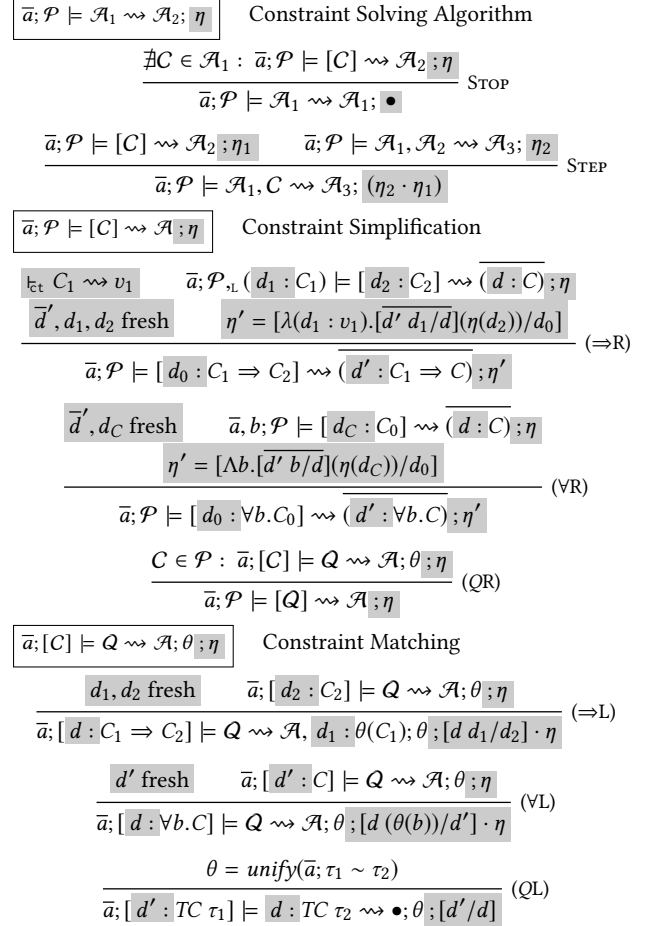 a̅; 𝒫 ⊨ 𝒜₁ ⇝ 𝒜₂; η Constraint Solving Algorithm
∄𝒞 ∈ 𝒜₁ : a̅; 𝒫 ⊨ [𝒞] ⇝ 𝒜₂ ; η
a̅; 𝒫 ⊨ 𝒜₁ ⇝ 𝒜₁; • Stop
a̅; 𝒫 ⊨ [𝒞] ⇝ 𝒜₂ ; η₁ a̅; 𝒫 ⊨ 𝒜₁, 𝒜₂ ⇝ 𝒜₃; η₂
a̅; 𝒫 ⊨ 𝒜₁, 𝒞 ⇝ 𝒜₃; (η₂ · η₁) Step
a̅; 𝒫 ⊨ [𝒞] ⇝ 𝒜 ; η Constraint Simplification
⊢ct C₁ ⇝ υ₁ a̅; 𝒫,ʟ ( d₁ : C₁) ⊨ [ d₂ : C₂] ⇝ ( d : C) ; η
d̅′, d₁, d₂ fresh η′ = [λ(d₁ : υ₁).[d′ d₁/d](η(d₂))/d₀]
a̅; 𝒫 ⊨ [ d₀ : C₁ ⇒ C₂] ⇝ ( d′ : C₁ ⇒ C) ; η′ (⇒R)
d̅′, d_C fresh a̅, b; 𝒫 ⊨ [ d_C : C₀] ⇝ ( d : C) ; η
η′ = [Λb.[d′ b/d](η(d_C))/d₀]
a̅; 𝒫 ⊨ [ d₀ : ∀b.C₀] ⇝ ( d′ : ∀b.C) ; η′ (∀R)
𝒞 ∈ 𝒫 : a̅; [𝒞] ⊨ 𝒬 ⇝ 𝒜; θ ; η
a̅; 𝒫 ⊨ [𝒬] ⇝ 𝒜 ; η (QR)
a̅; [𝒞] ⊨ 𝒬 ⇝ 𝒜; θ ; η Constraint Matching
d₁, d₂ fresh a̅; [ d₂ : C₂] ⊨ 𝒬 ⇝ 𝒜; θ ; η
a̅; [ d : C₁ ⇒ C₂] ⊨ 𝒬 ⇝ 𝒜, d₁ : θ(C₁); θ ; [d d₁/d₂] · η (⇒L)
d′ fresh a̅; [ d′ : C] ⊨ 𝒬 ⇝ 𝒜; θ ; η
a̅; [ d : ∀b.C] ⊨ 𝒬 ⇝ 𝒜; θ ; [d (θ(b))/d′] · η (∀L)
θ = unify(a̅; τ₁ ∼ τ₂)
a̅; [ d′ : TC τ₁] ⊨ d : TC τ₂ ⇝ •; θ ; [d′/d] (QL)